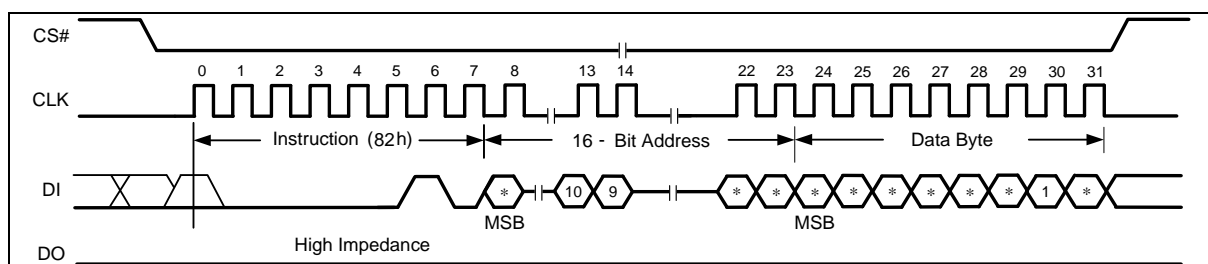 CS#
0 1 2 3 4 5 6 7 8 13 14 22 23 24 25 26 27 28 29 30 31
CLK
Instruction (82h) 16 - Bit Address Data Byte
DI * 10 9 * * * * * * * * 1 *
MSB MSB
High Impedance
DO